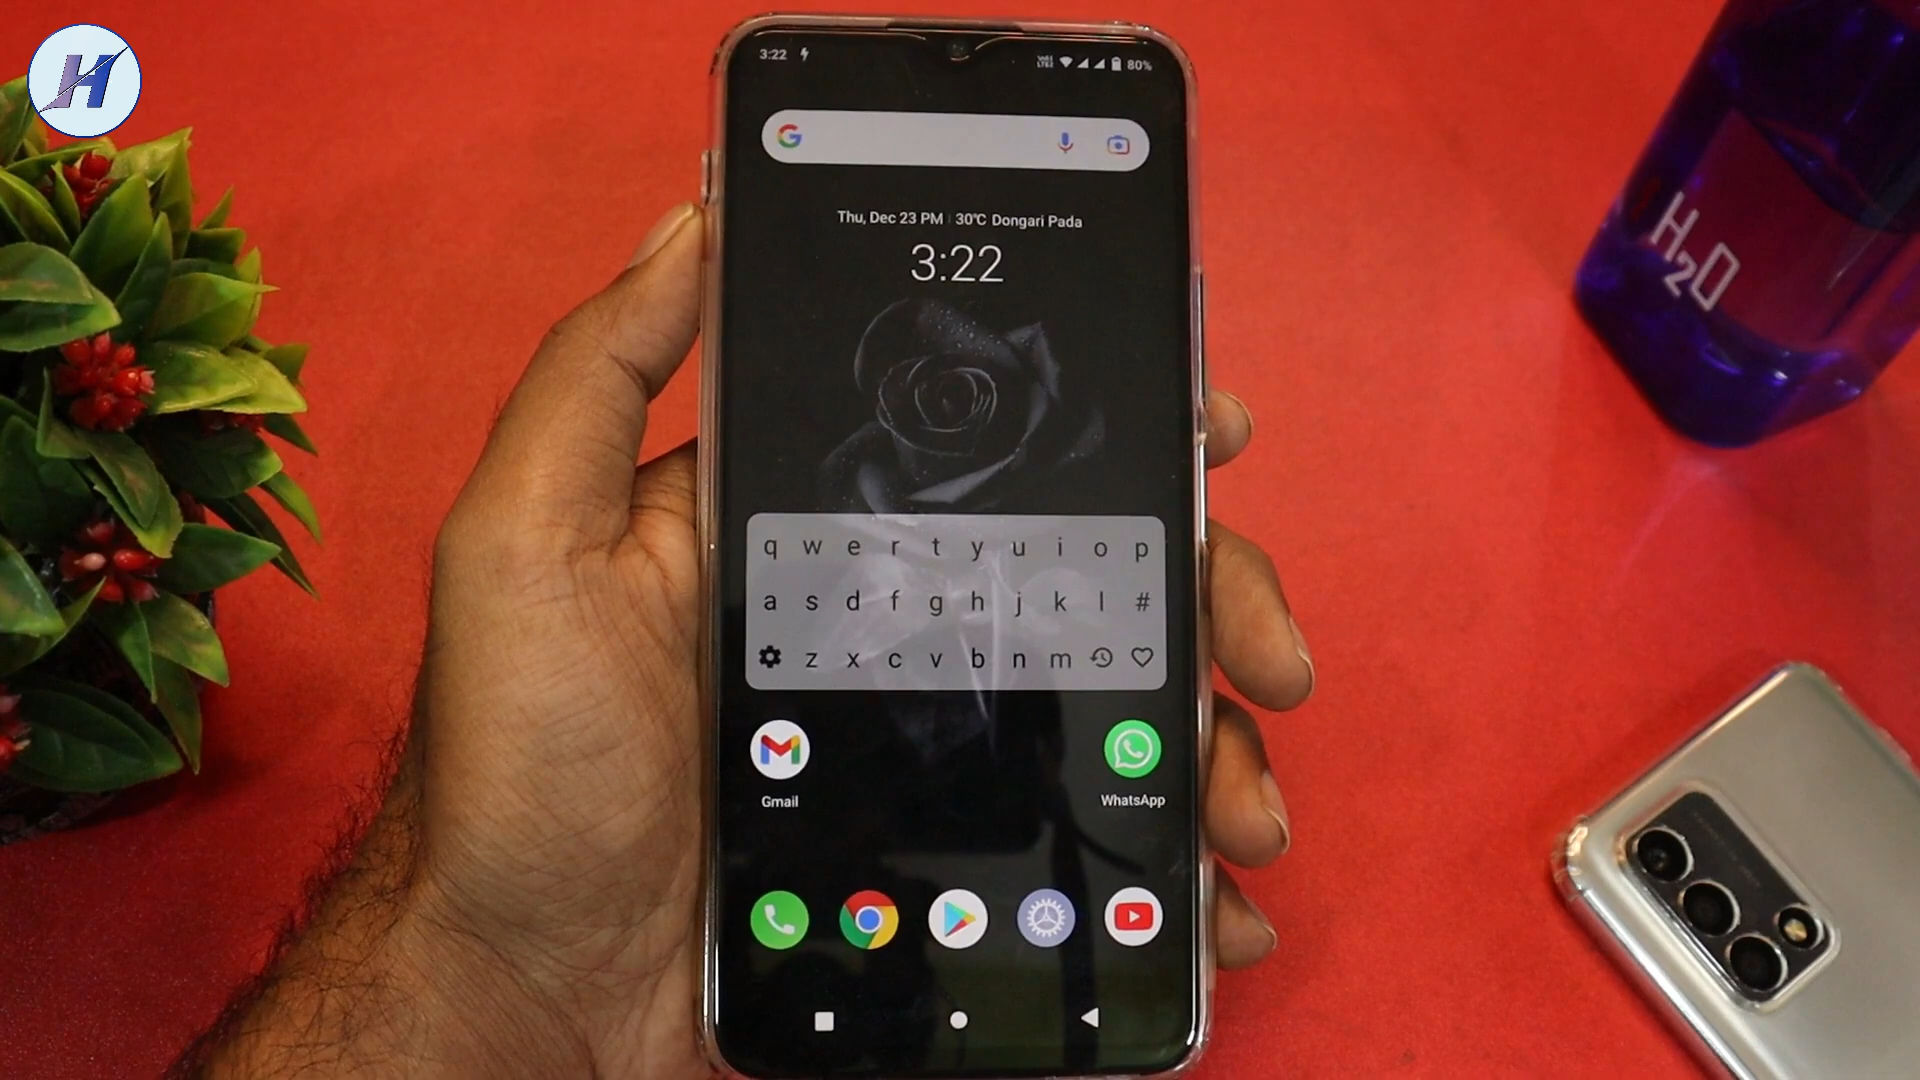 H
3:22
80%
Thu, Dec 23 PM | 30°C Dongari Pada
3:22
q w e r t y u i o p
a s d f g h j k l #
z x c v b n m
Gmail
WhatsApp
H2O